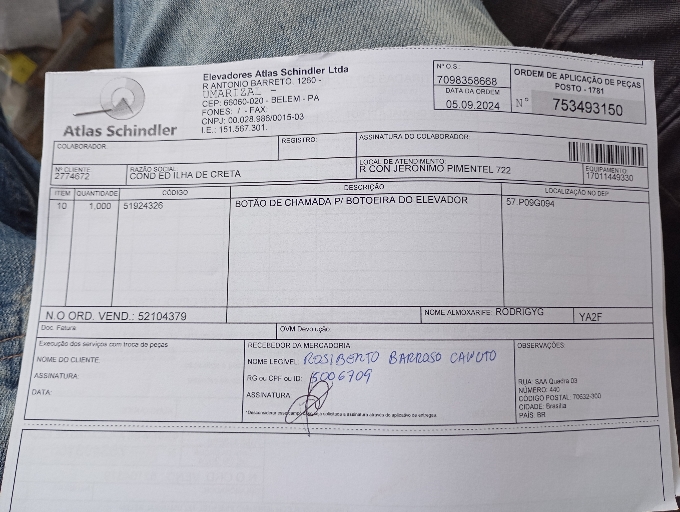 Atlas Schindler
Elevadores Atlas Schindler Ltda
R ANTONIO BARRETO. 1260 -
UMARIZAL -
CEP: 66060-020 - BELEM - PA
FONES: / - FAX:
CNPJ: 00.028.986/0015-03
I.E.: 151.567.301.
Nº O.S.
7098358668
DATA DA ORDEM
05.09.2024
ORDEM DE APLICAÇÃO DE PEÇAS
POSTO - 1781
Nº 753493150
COLABORADOR:
REGISTRO:
ASSINATURA DO COLABORADOR
Nº CLIENTE
2774672
RAZÃO SOCIAL
COND ED ILHA DE CRETA
LOCAL DE ATENDIMENTO:
R CON JERONIMO PIMENTEL 722
EQUIPAMENTO
17011449330
ITEM QUANTIDADE CÓDIGO DESCRIÇÃO LOCALIZAÇÃO NO DEP
10 1,000 51924326 BOTÃO DE CHAMADA P/ BOTOEIRA DO ELEVADOR 57.P09G094
N.O ORD. VEND.: 52104379
NOME ALMOXARIFE: RODRIGYG
YA2F
Doc. Fatura
OVM Devolução:
Execução dos serviços com troca de peças
NOME DO CLIENTE:
ASSINATURA:
DATA:
RECEBEDOR DA MERCADORIA
NOME LEGÍVEL: ROSIBERTO BARROSO CANUTO
RG ou CPF ou ID: 5006709
ASSINATURA
OBSERVAÇÕES:
RUA: SAA Quadra 03
NÚMERO: 440
CÓDIGO POSTAL: 70632-300
CIDADE: Brasília
PAÍS: BR